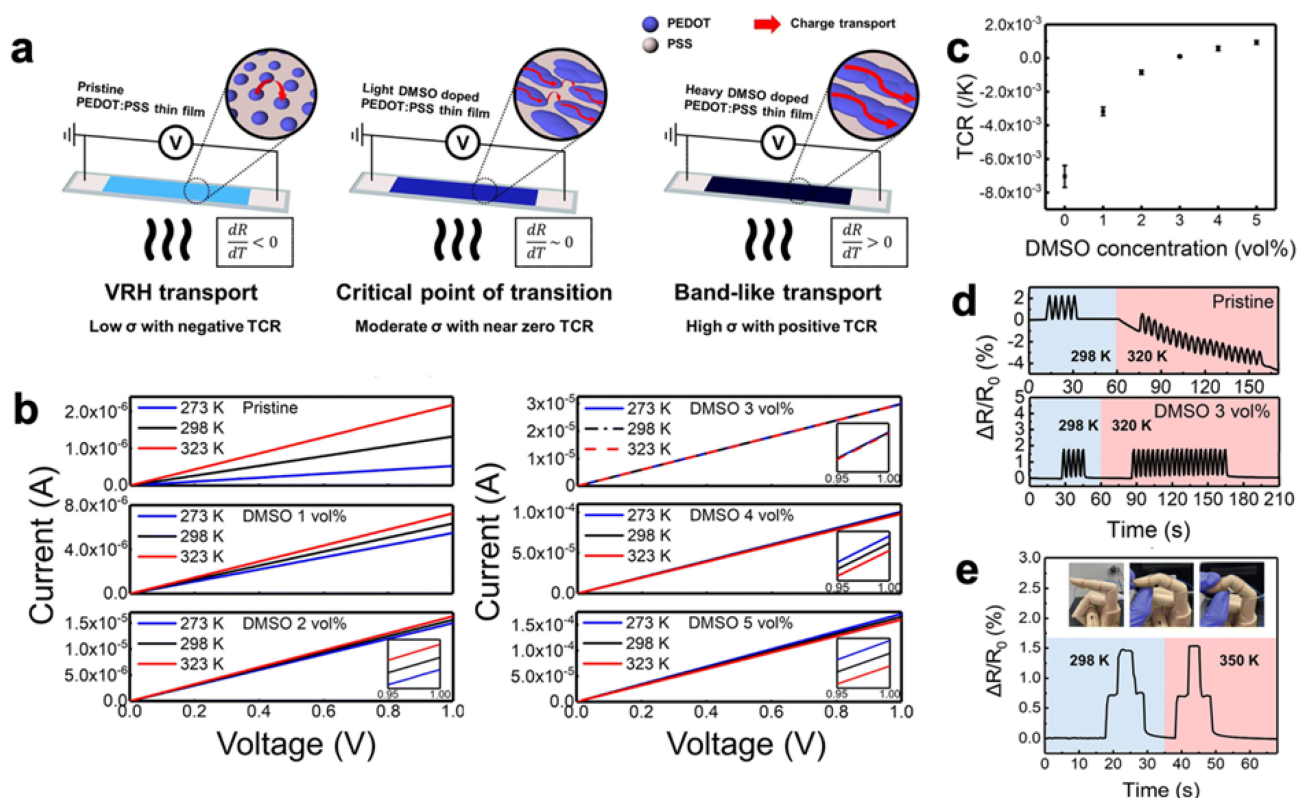 a
PEDOT
PSS
Charge transport
Pristine
PEDOT:PSS thin film
V
dR/dT < 0
VRH transport
Low σ with negative TCR
Light DMSO doped
PEDOT:PSS thin film
V
dR/dT ~ 0
Critical point of transition
Moderate σ with near zero TCR
Heavy DMSO doped
PEDOT:PSS thin film
V
dR/dT > 0
Band-like transport
High σ with positive TCR
b
Current (A)
2.0x10⁻⁶
1.0x10⁻⁶
0.0
273 K
298 K
323 K
Pristine
8.0x10⁻⁶
4.0x10⁻⁶
0.0
273 K
298 K
323 K
DMSO 1 vol%
1.5x10⁻⁵
1.0x10⁻⁵
5.0x10⁻⁶
0.0
273 K
298 K
323 K
DMSO 2 vol%
0.95 1.00
0.0 0.2 0.4 0.6 0.8 1.0
Voltage (V)
Current (A)
3x10⁻⁵
2x10⁻⁵
1x10⁻⁵
0
273 K
298 K
323 K
DMSO 3 vol%
0.95 1.00
1.0x10⁻⁴
5.0x10⁻⁵
0.0
273 K
298 K
323 K
DMSO 4 vol%
0.95 1.00
2.0x10⁻⁴
1.5x10⁻⁴
1.0x10⁻⁴
5.0x10⁻⁵
0.0
273 K
298 K
323 K
DMSO 5 vol%
0.95 1.00
0.0 0.2 0.4 0.6 0.8 1.0
Voltage (V)
c
TCR (/K)
2.0x10⁻³
0.0
-2.0x10⁻³
-4.0x10⁻³
-6.0x10⁻³
-8.0x10⁻³
0 1 2 3 4 5
DMSO concentration (vol%)
d
ΔR/R₀ (%)
2
0
-2
-4
Pristine
298 K
320 K
0 30 60 90 120 150
5
4
3
2
1
0
DMSO 3 vol%
298 K
320 K
0 30 60 90 120 150 180 210
Time (s)
e
ΔR/R₀ (%)
3.0
2.5
2.0
1.5
1.0
0.5
0.0
298 K
350 K
0 20 40 60
Time (s)